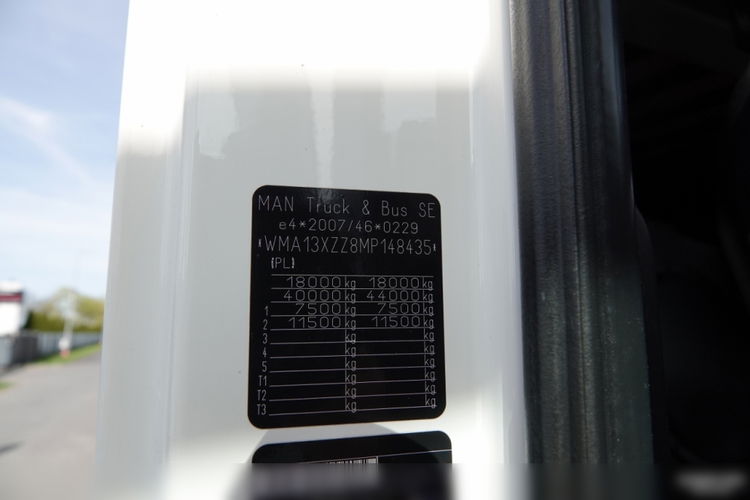 MAN Truck & Bus SE
e4*2007/46*0229
*WMA13XZZ8MP148435*
(PL)
18000 kg 18000 kg
40000 kg 44000 kg
1 7500 kg 7500 kg
2 11500 kg 11500 kg
3 kg kg
4 kg kg
5 kg kg
T1 kg kg
T2 kg kg
T3 kg kg